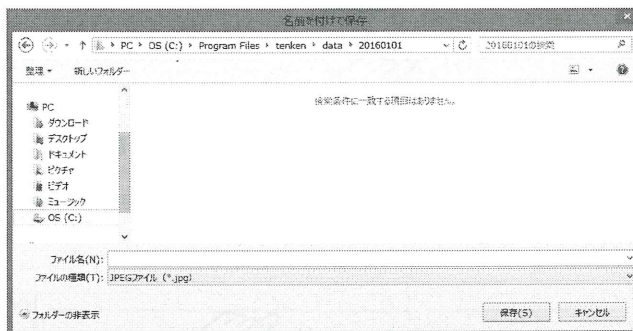 名前を付けて保存
PC ▸ OS (C:) ▸ Program Files ▸ tenken ▸ data ▸ 20160101
20160101の検索
整理 新しいフォルダー
検索条件に一致する項目はありません。
PC
ダウンロード
デスクトップ
ドキュメント
ピクチャ
ビデオ
ミュージック
OS (C:)
ファイル名(N):
ファイルの種類(T): JPEGファイル (*.jpg)
フォルダーの非表示
保存(S) キャンセル